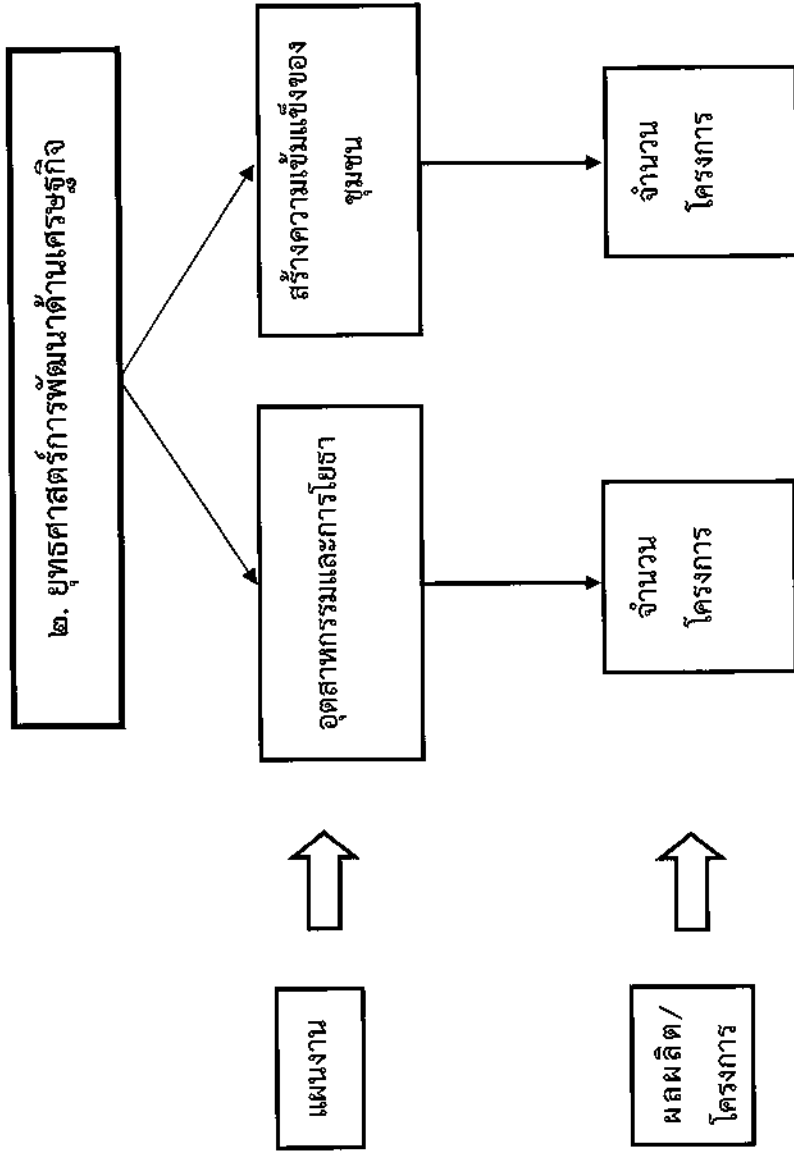 ๒. ยุทธศาสตร์การพัฒนาด้านเศรษฐกิจ
แผนงาน
อุตสาหกรรมและการโยธา
สร้างความเข้มแข็งของ
ชุมชน
ผลผลิต/
โครงการ
จำนวน
โครงการ
จำนวน
โครงการ